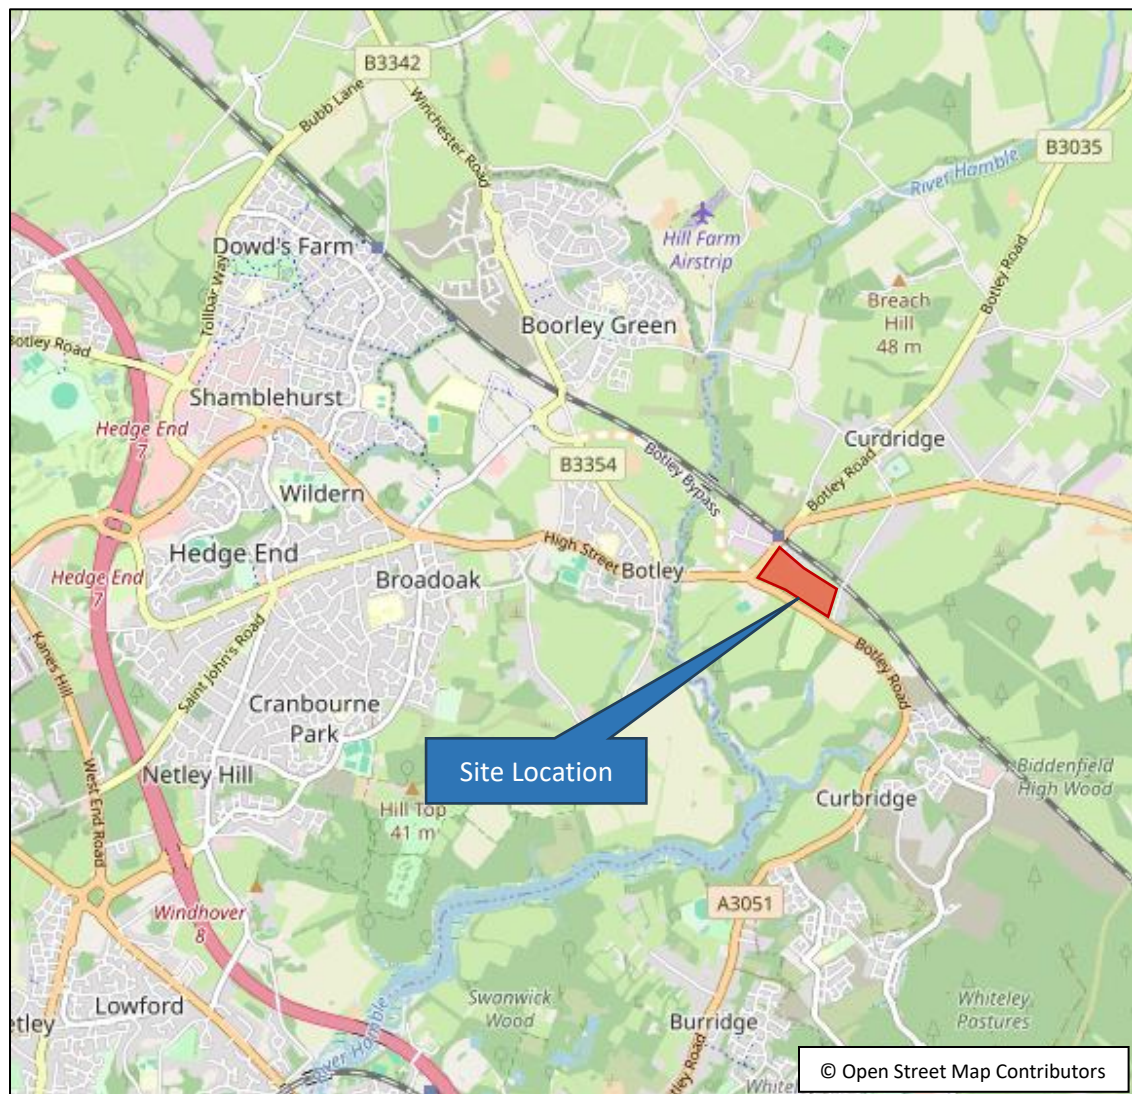 B3342
Bubb Lane
Winchester Road
B3035
River Hamble
Dowd's Farm
Hill Farm
Airstrip
Tollbar Way
Botley Road
Breach
Hill
48 m
Boorley Green
Botley Road
Shamblehurst
Hedge End
7
Curdridge
B3354
Botley Bypass
Botley Road
Wildern
High Street
Hedge End
Botley
Hedge End
7
Broadoak
Kanes Hill
Saint John's Road
Botley Road
Cranbourne
Park
Site Location
Netley Hill
Biddenfield
High Wood
West End Road
Hill Top
41 m
Curbridge
A3051
Windhover
8
Lowford
Swanwick
Wood
Whiteley
Pastures
etley
Burridge
River Hamble
tley Road
© Open Street Map Contributors